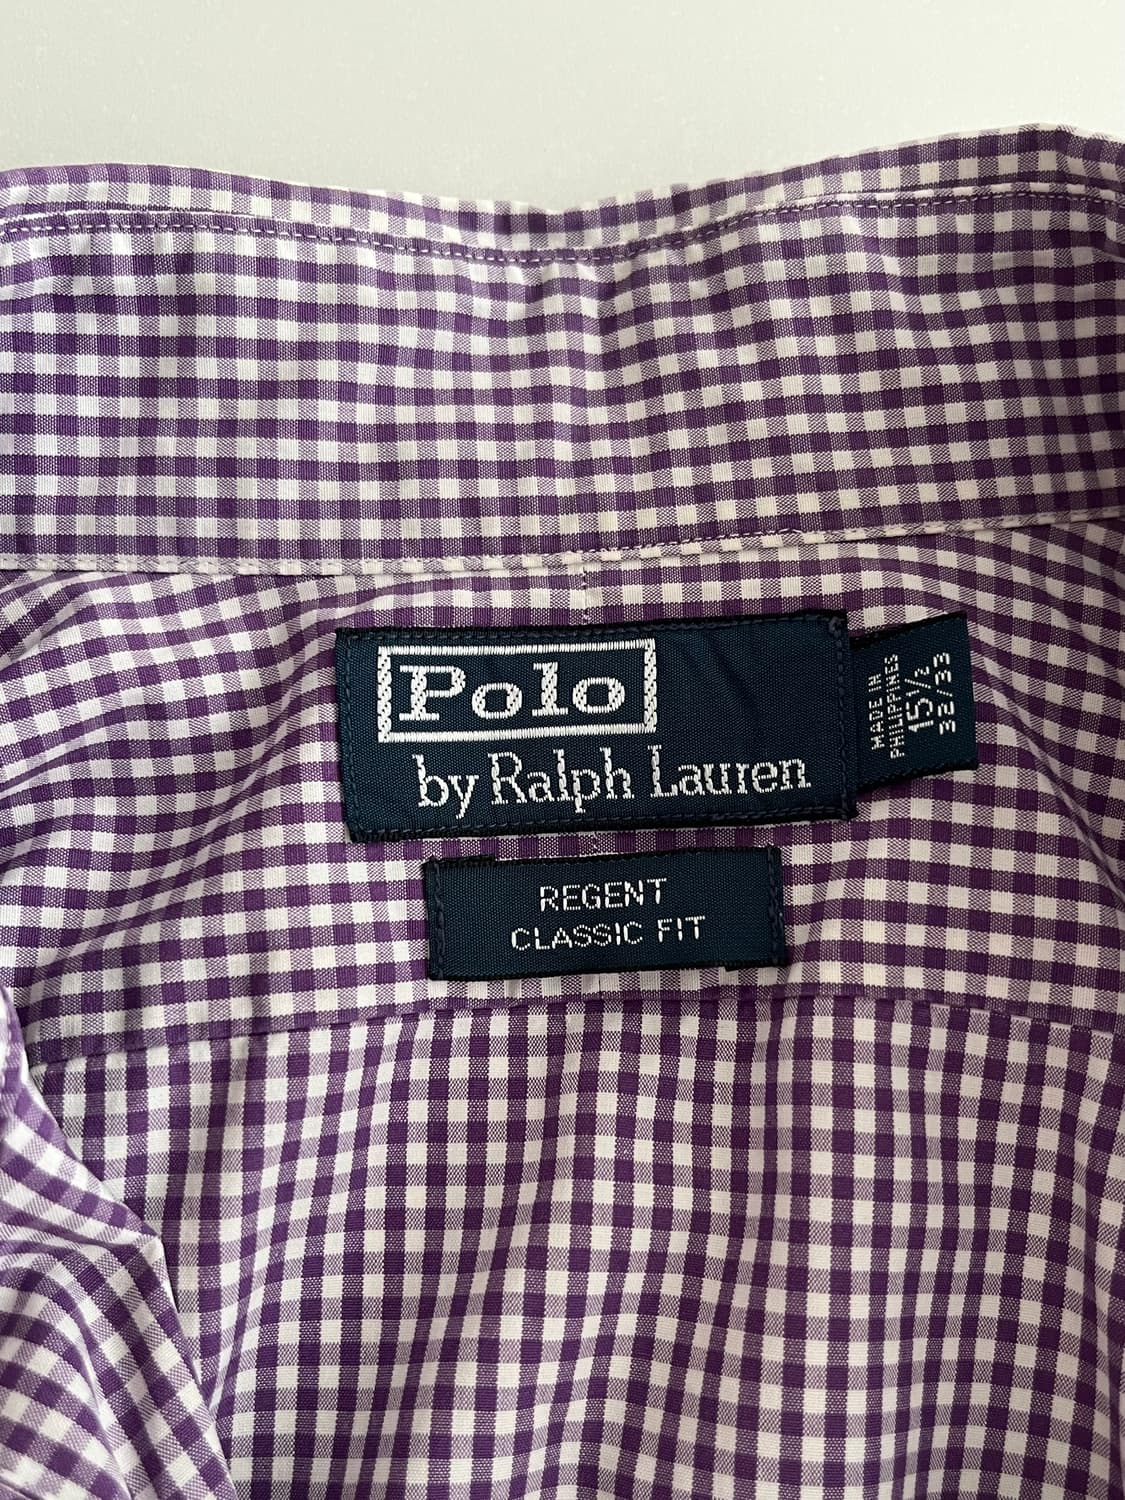 Polo
by Ralph Lauren
MADE IN
PHILIPPINES
15½
32/33
REGENT
CLASSIC FIT